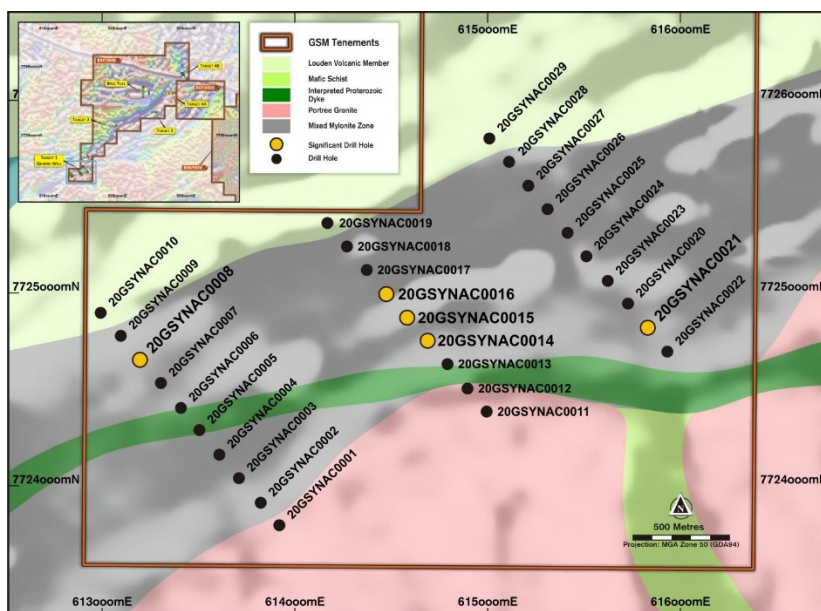 615000mE
616000mE
GSM Tenements
Louden Volcanic Member
Mafic Schist
Interpreted Proterozoic
Dyke
Portree Granite
Mixed Mylonite Zone
Significant Drill Hole
Drill Hole
7726000mN
7725000mN
7725000mN
7724000mN
7724000mN
20GSYNAC0029
20GSYNAC0028
20GSYNAC0027
20GSYNAC0026
20GSYNAC0025
20GSYNAC0024
20GSYNAC0023
20GSYNAC0020
20GSYNAC0021
20GSYNAC0022
20GSYNAC0019
20GSYNAC0018
20GSYNAC0017
20GSYNAC0016
20GSYNAC0015
20GSYNAC0014
20GSYNAC0013
20GSYNAC0012
20GSYNAC0011
20GSYNAC0010
20GSYNAC0009
20GSYNAC0008
20GSYNAC0007
20GSYNAC0006
20GSYNAC0005
20GSYNAC0004
20GSYNAC0003
20GSYNAC0002
20GSYNAC0001
N
500 Metres
Projection: MGA Zone 50 (GDA94)
613000mE
614000mE
615000mE
616000mE